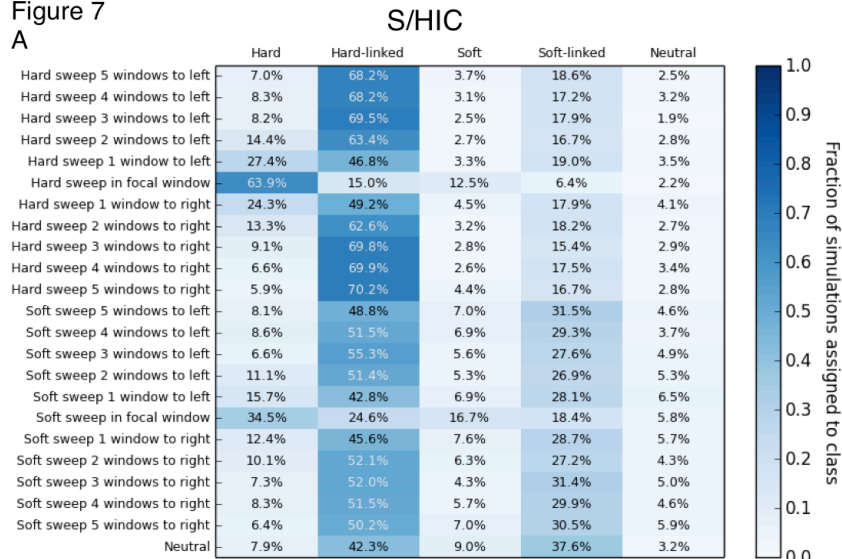 Figure 7
A
S/HIC
Hard Hard-linked Soft Soft-linked Neutral
Hard sweep 5 windows to left 7.0% 68.2% 3.7% 18.6% 2.5%
Hard sweep 4 windows to left 8.3% 68.2% 3.1% 17.2% 3.2%
Hard sweep 3 windows to left 8.2% 69.5% 2.5% 17.9% 1.9%
Hard sweep 2 windows to left 14.4% 63.4% 2.7% 16.7% 2.8%
Hard sweep 1 window to left 27.4% 46.8% 3.3% 19.0% 3.5%
Hard sweep in focal window 63.9% 15.0% 12.5% 6.4% 2.2%
Hard sweep 1 window to right 24.3% 49.2% 4.5% 17.9% 4.1%
Hard sweep 2 windows to right 13.3% 62.6% 3.2% 18.2% 2.7%
Hard sweep 3 windows to right 9.1% 69.8% 2.8% 15.4% 2.9%
Hard sweep 4 windows to right 6.6% 69.9% 2.6% 17.5% 3.4%
Hard sweep 5 windows to right 5.9% 70.2% 4.4% 16.7% 2.8%
Soft sweep 5 windows to left 8.1% 48.8% 7.0% 31.5% 4.6%
Soft sweep 4 windows to left 8.6% 51.5% 6.9% 29.3% 3.7%
Soft sweep 3 windows to left 6.6% 55.3% 5.6% 27.6% 4.9%
Soft sweep 2 windows to left 11.1% 51.4% 5.3% 26.9% 5.3%
Soft sweep 1 window to left 15.7% 42.8% 6.9% 28.1% 6.5%
Soft sweep in focal window 34.5% 24.6% 16.7% 18.4% 5.8%
Soft sweep 1 window to right 12.4% 45.6% 7.6% 28.7% 5.7%
Soft sweep 2 windows to right 10.1% 52.1% 6.3% 27.2% 4.3%
Soft sweep 3 windows to right 7.3% 52.0% 4.3% 31.4% 5.0%
Soft sweep 4 windows to right 8.3% 51.5% 5.7% 29.9% 4.6%
Soft sweep 5 windows to right 6.4% 50.2% 7.0% 30.5% 5.9%
Neutral 7.9% 42.3% 9.0% 37.6% 3.2%
1.0
0.9
0.8
0.7
0.6
0.5
0.4
0.3
0.2
0.1
0.0
Fraction of simulations assigned to class